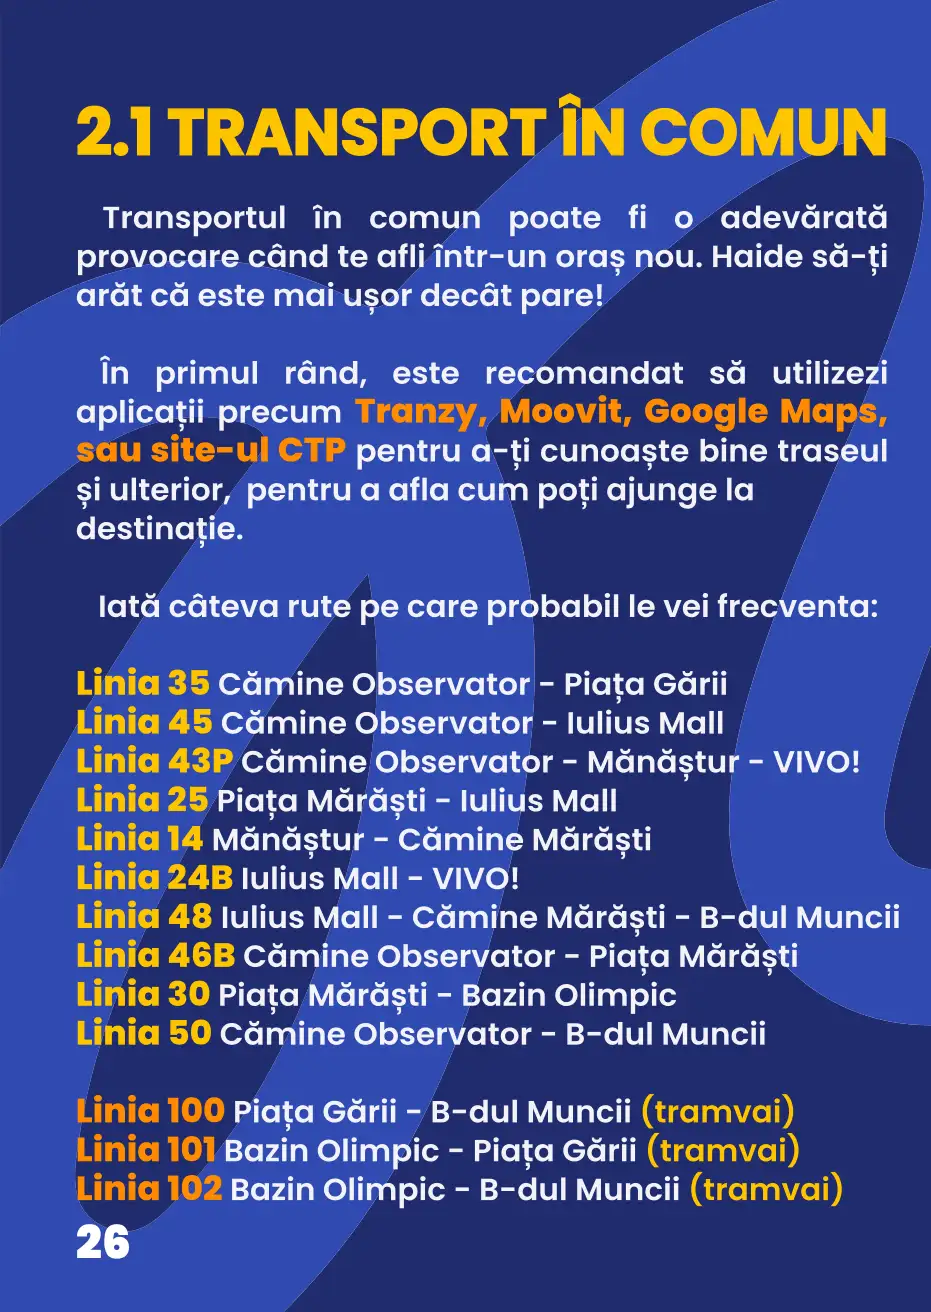 2.1 TRANSPORT ÎN COMUN
Transportul în comun poate fi o adevărată
provocare când te afli într-un oraș nou. Haide să-ți
arăt că este mai ușor decât pare!
În primul rând, este recomandat să utilizezi
aplicații precum Tranzy, Moovit, Google Maps,
sau site-ul CTP pentru a-ți cunoaște bine traseul
și ulterior, pentru a afla cum poți ajunge la
destinație.
Iată câteva rute pe care probabil le vei frecventa:
Linia 35 Cămine Observator - Piața Gării
Linia 45 Cămine Observator - Iulius Mall
Linia 43P Cămine Observator - Mănăștur - VIVO!
Linia 25 Piața Mărăști - Iulius Mall
Linia 14 Mănăștur - Cămine Mărăști
Linia 24B Iulius Mall - VIVO!
Linia 48 Iulius Mall - Cămine Mărăști - B-dul Muncii
Linia 46B Cămine Observator - Piața Mărăști
Linia 30 Piața Mărăști - Bazin Olimpic
Linia 50 Cămine Observator - B-dul Muncii
Linia 100 Piața Gării - B-dul Muncii (tramvai)
Linia 101 Bazin Olimpic - Piața Gării (tramvai)
Linia 102 Bazin Olimpic - B-dul Muncii (tramvai)
26